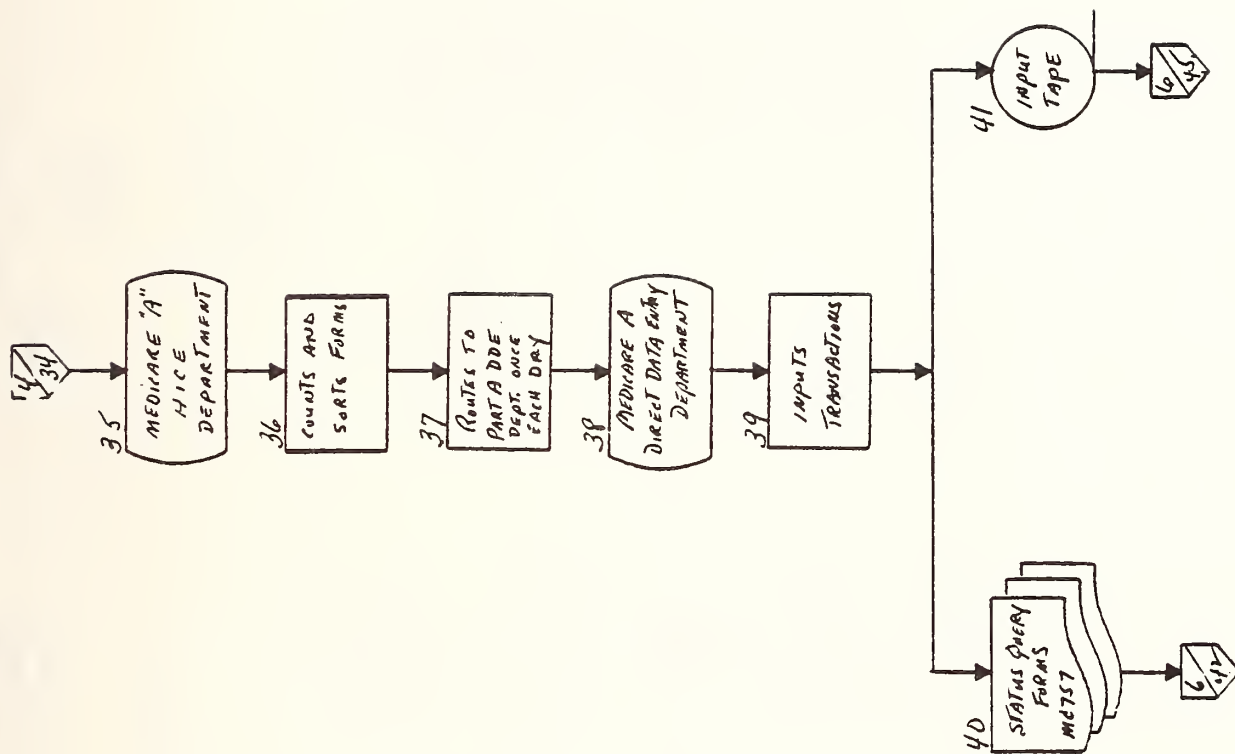 4
34
35
MEDICARE "A"
HICE
DEPARTMENT
36
COUNTS AND
SORTS FORMS
37
ROUTES TO
PART A DDE
DEPT. ONCE
EACH DAY
38
MEDICARE A
DIRECT DATA ENTRY
DEPARTMENT
39
INPUTS
TRANSACTIONS
40
STATUS QUERY
FORMS
MC757
6
41
INPUT
TAPE
6
45